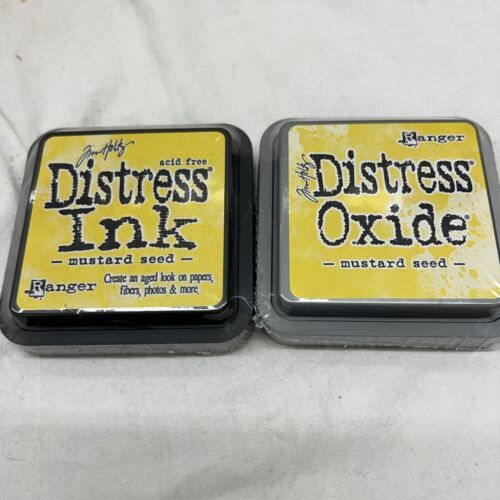 Tim Holtz
acid free
Distress®
Ink
— mustard seed —
Ranger
Create an aged look on papers,
fibers, photos & more.
Ranger
Tim Holtz
Distress®
Oxide®
— mustard seed —